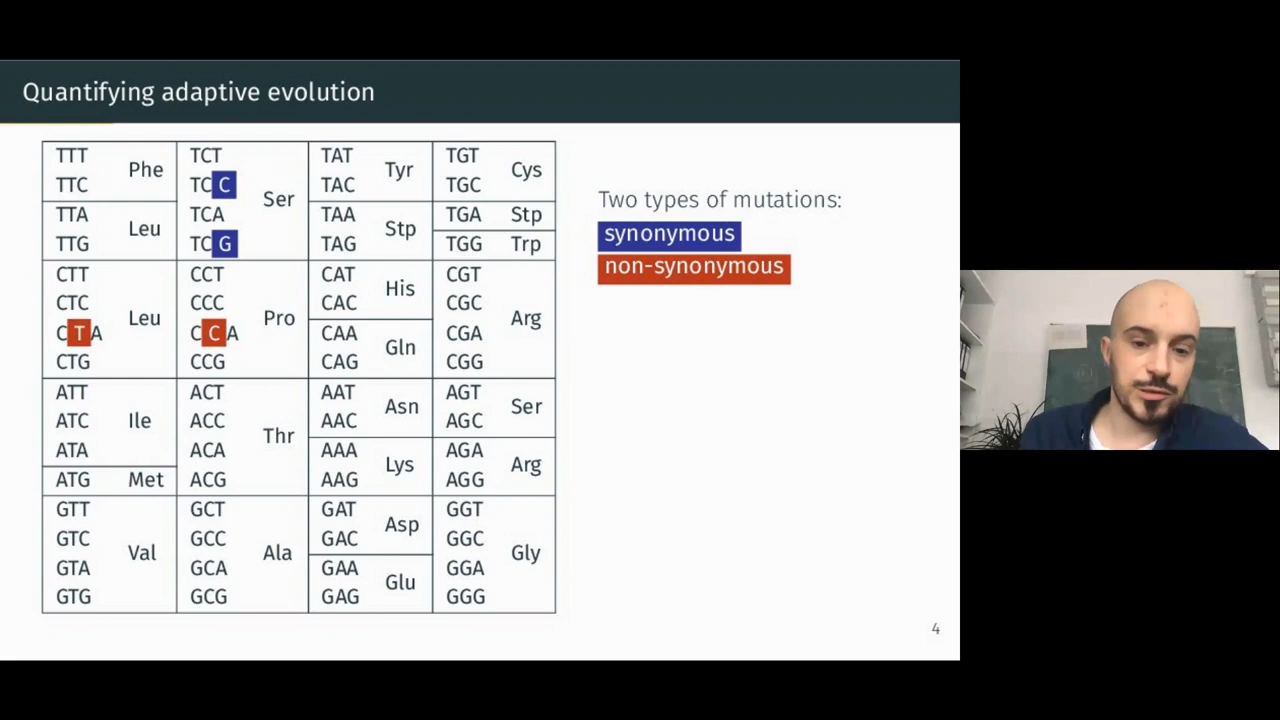 Quantifying adaptive evolution
TTT Phe TCT Ser TAT Tyr TGT Cys
TTC TCC TAC TGC
TTA Leu TCA TAA Stp TGA Stp
TTG TCG TAG TGG Trp
CTT Leu CCT Pro CAT His CGT Arg
CTC CCC CAC CGC
CTA CCA CAA Gln CGA
CTG CCG CAG CGG
ATT Ile ACT Thr AAT Asn AGT Ser
ATC ACC AAC AGC
ATA ACA AAA Lys AGA Arg
ATG Met ACG AAG AGG
GTT Val GCT Ala GAT Asp GGT Gly
GTC GCC GAC GGC
GTA GCA GAA Glu GGA
GTG GCG GAG GGG
Two types of mutations:
synonymous
non-synonymous
4